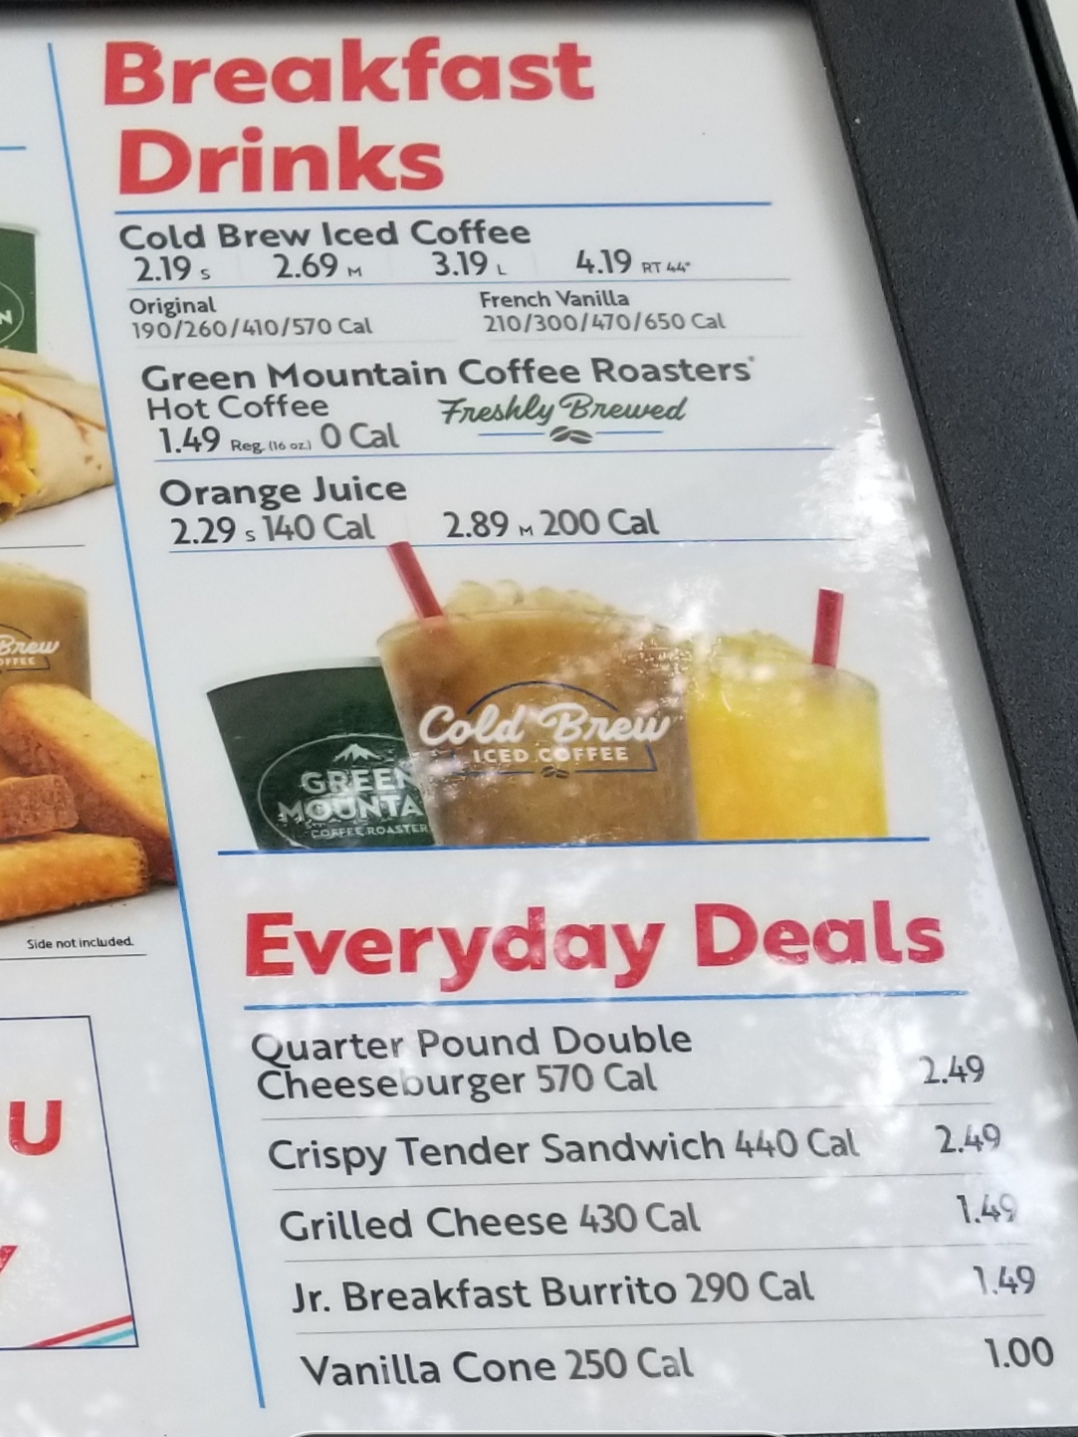 Breakfast
Drinks
Cold Brew Iced Coffee
2.19 S 2.69 M 3.19 L 4.19 RT 44®
Original French Vanilla
190/260/410/570 Cal 210/300/470/650 Cal
Green Mountain Coffee Roasters®
Hot Coffee Freshly Brewed
1.49 Reg. (16 oz.) 0 Cal
Orange Juice
2.29 S 140 Cal 2.89 M 200 Cal
Cold Brew
ICED COFFEE
GREEN
MOUNTA
COFFEE ROASTER
N
Brew
OFFEE
Side not included.
U
Everyday Deals
Quarter Pound Double
Cheeseburger 570 Cal 2.49
Crispy Tender Sandwich 440 Cal 2.49
Grilled Cheese 430 Cal 1.49
Jr. Breakfast Burrito 290 Cal 1.49
Vanilla Cone 250 Cal 1.00